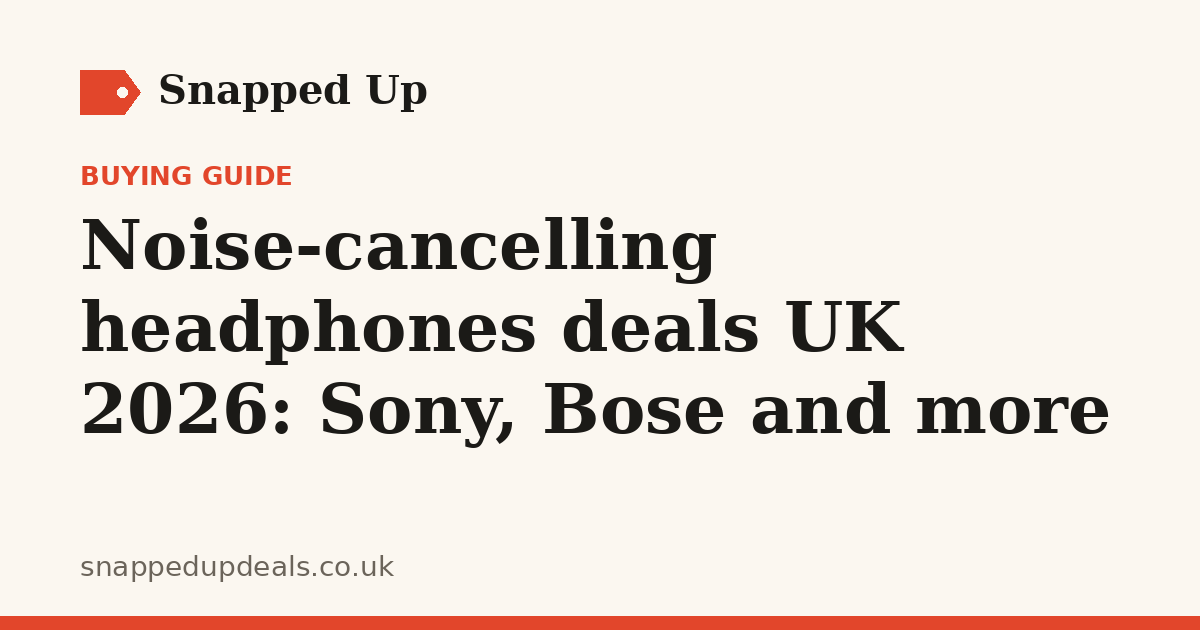 Snapped Up
BUYING GUIDE
Noise-cancelling
headphones deals UK
2026: Sony, Bose and more
snappedupdeals.co.uk